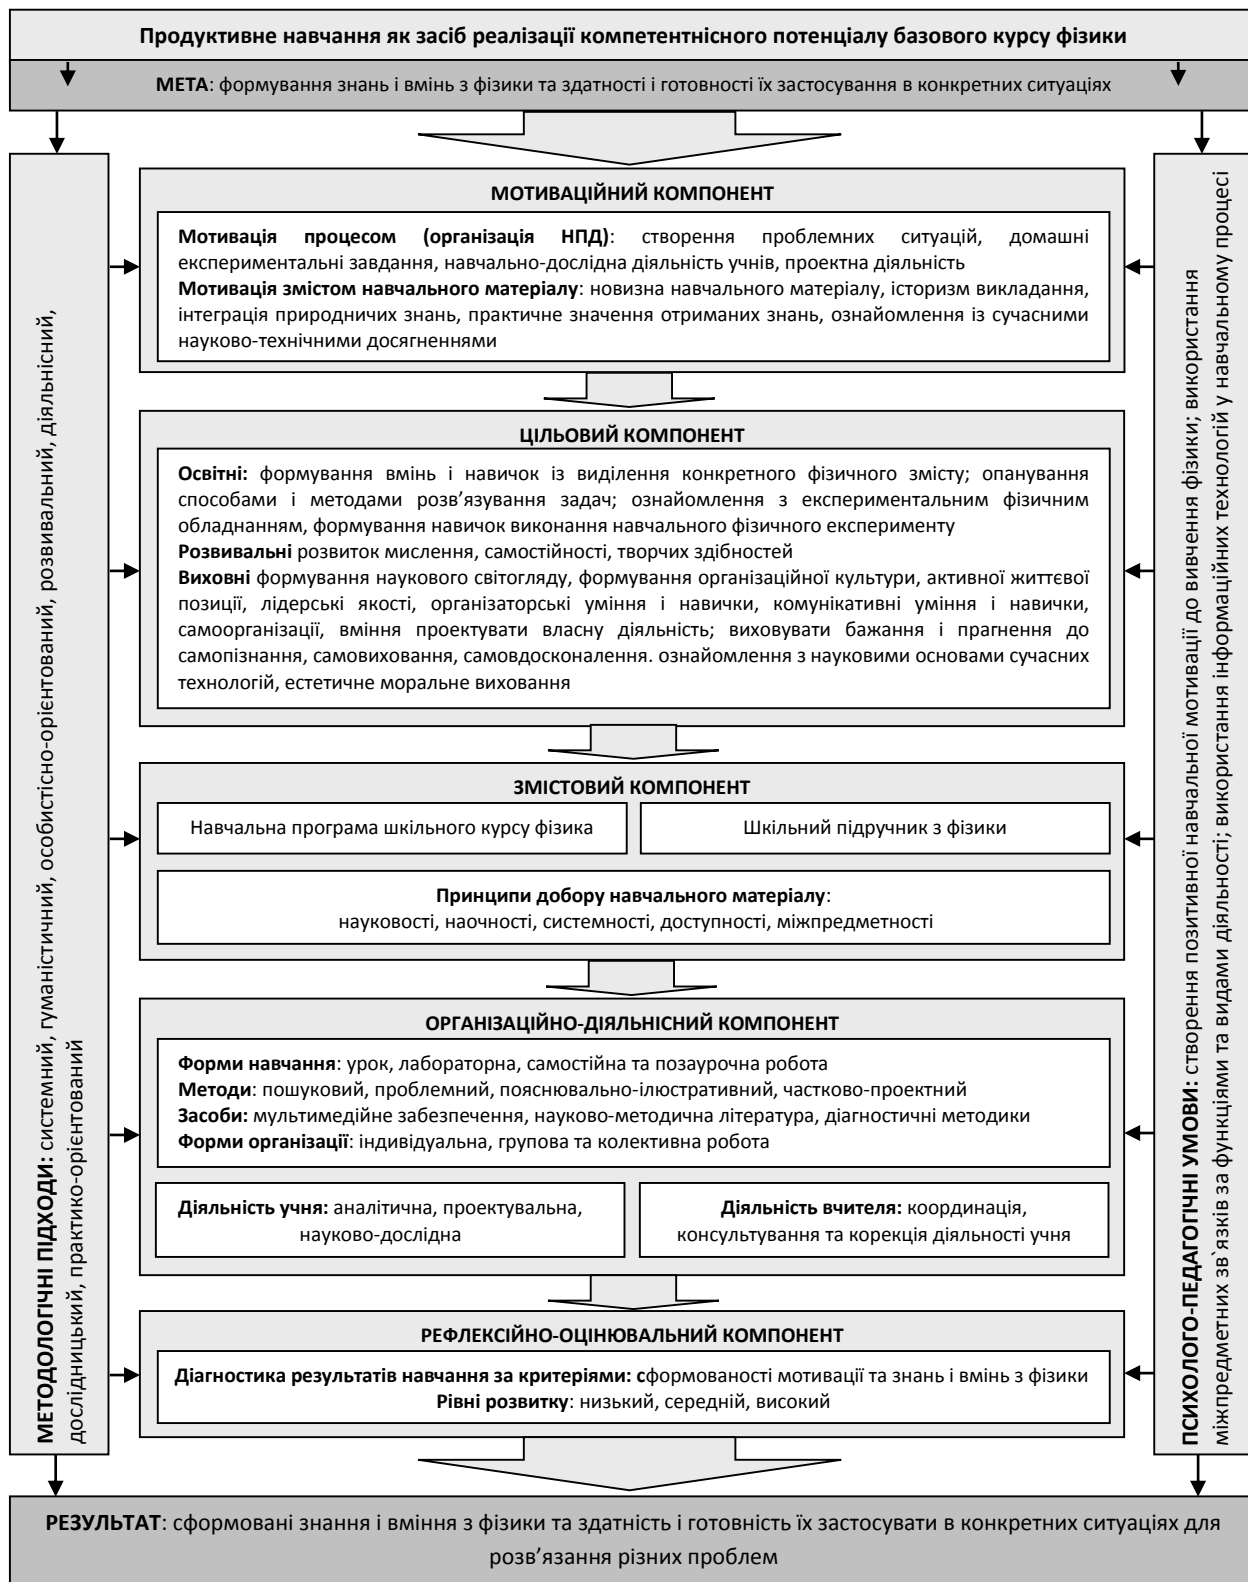 Продуктивне навчання як засіб реалізації компетентнісного потенціалу базового курсу фізики
МЕТА: формування знань і вмінь з фізики та здатності і готовності їх застосування в конкретних ситуаціях
МЕТОДОЛОГІЧНІ ПІДХОДИ: системний, гуманістичний, особистісно-орієнтований, розвивальний, діяльнісний,
дослідницький, практико-орієнтований
МОТИВАЦІЙНИЙ КОМПОНЕНТ
Мотивація процесом (організація НПД): створення проблемних ситуацій, домашні
експериментальні завдання, навчально-дослідна діяльність учнів, проектна діяльність
Мотивація змістом навчального матеріалу: новизна навчального матеріалу, історизм викладання,
інтеграція природничих знань, практичне значення отриманих знань, ознайомлення із сучасними
науково-технічними досягненнями
ЦІЛЬОВИЙ КОМПОНЕНТ
Освітні: формування вмінь і навичок із виділення конкретного фізичного змісту; опанування
способами і методами розв’язування задач; ознайомлення з експериментальним фізичним
обладнанням, формування навичок виконання навчального фізичного експерименту
Розвивальні розвиток мислення, самостійності, творчих здібностей
Виховні формування наукового світогляду, формування організаційної культури, активної життєвої
позиції, лідерські якості, організаторські уміння і навички, комунікативні уміння і навички,
самоорганізації, вміння проектувати власну діяльність; виховувати бажання і прагнення до
самопізнання, самовиховання, самовдосконалення. ознайомлення з науковими основами сучасних
технологій, естетичне моральне виховання
ЗМІСТОВИЙ КОМПОНЕНТ
Навчальна програма шкільного курсу фізика
Шкільний підручник з фізики
Принципи добору навчального матеріалу:
науковості, наочності, системності, доступності, міжпредметності
ОРГАНІЗАЦІЙНО-ДІЯЛЬНІСНИЙ КОМПОНЕНТ
Форми навчання: урок, лабораторна, самостійна та позаурочна робота
Методи: пошуковий, проблемний, пояснювально-ілюстративний, частково-проектний
Засоби: мультимедійне забезпечення, науково-методична література, діагностичні методики
Форми організації: індивідуальна, групова та колективна робота
Діяльність учня: аналітична, проектувальна,
науково-дослідна
Діяльність вчителя: координація,
консультування та корекція діяльності учня
РЕФЛЕКСІЙНО-ОЦІНЮВАЛЬНИЙ КОМПОНЕНТ
Діагностика результатів навчання за критеріями: сформованості мотивації та знань і вмінь з фізики
Рівні розвитку: низький, середній, високий
ПСИХОЛОГО-ПЕДАГОГІЧНІ УМОВИ: створення позитивної навчальної мотивації до вивчення фізики; використання
міжпредметних зв`язків за функціями та видами діяльності; використання інформаційних технологій у навчальному процесі
РЕЗУЛЬТАТ: сформовані знання і вміння з фізики та здатність і готовність їх застосувати в конкретних ситуаціях для
розв’язання різних проблем